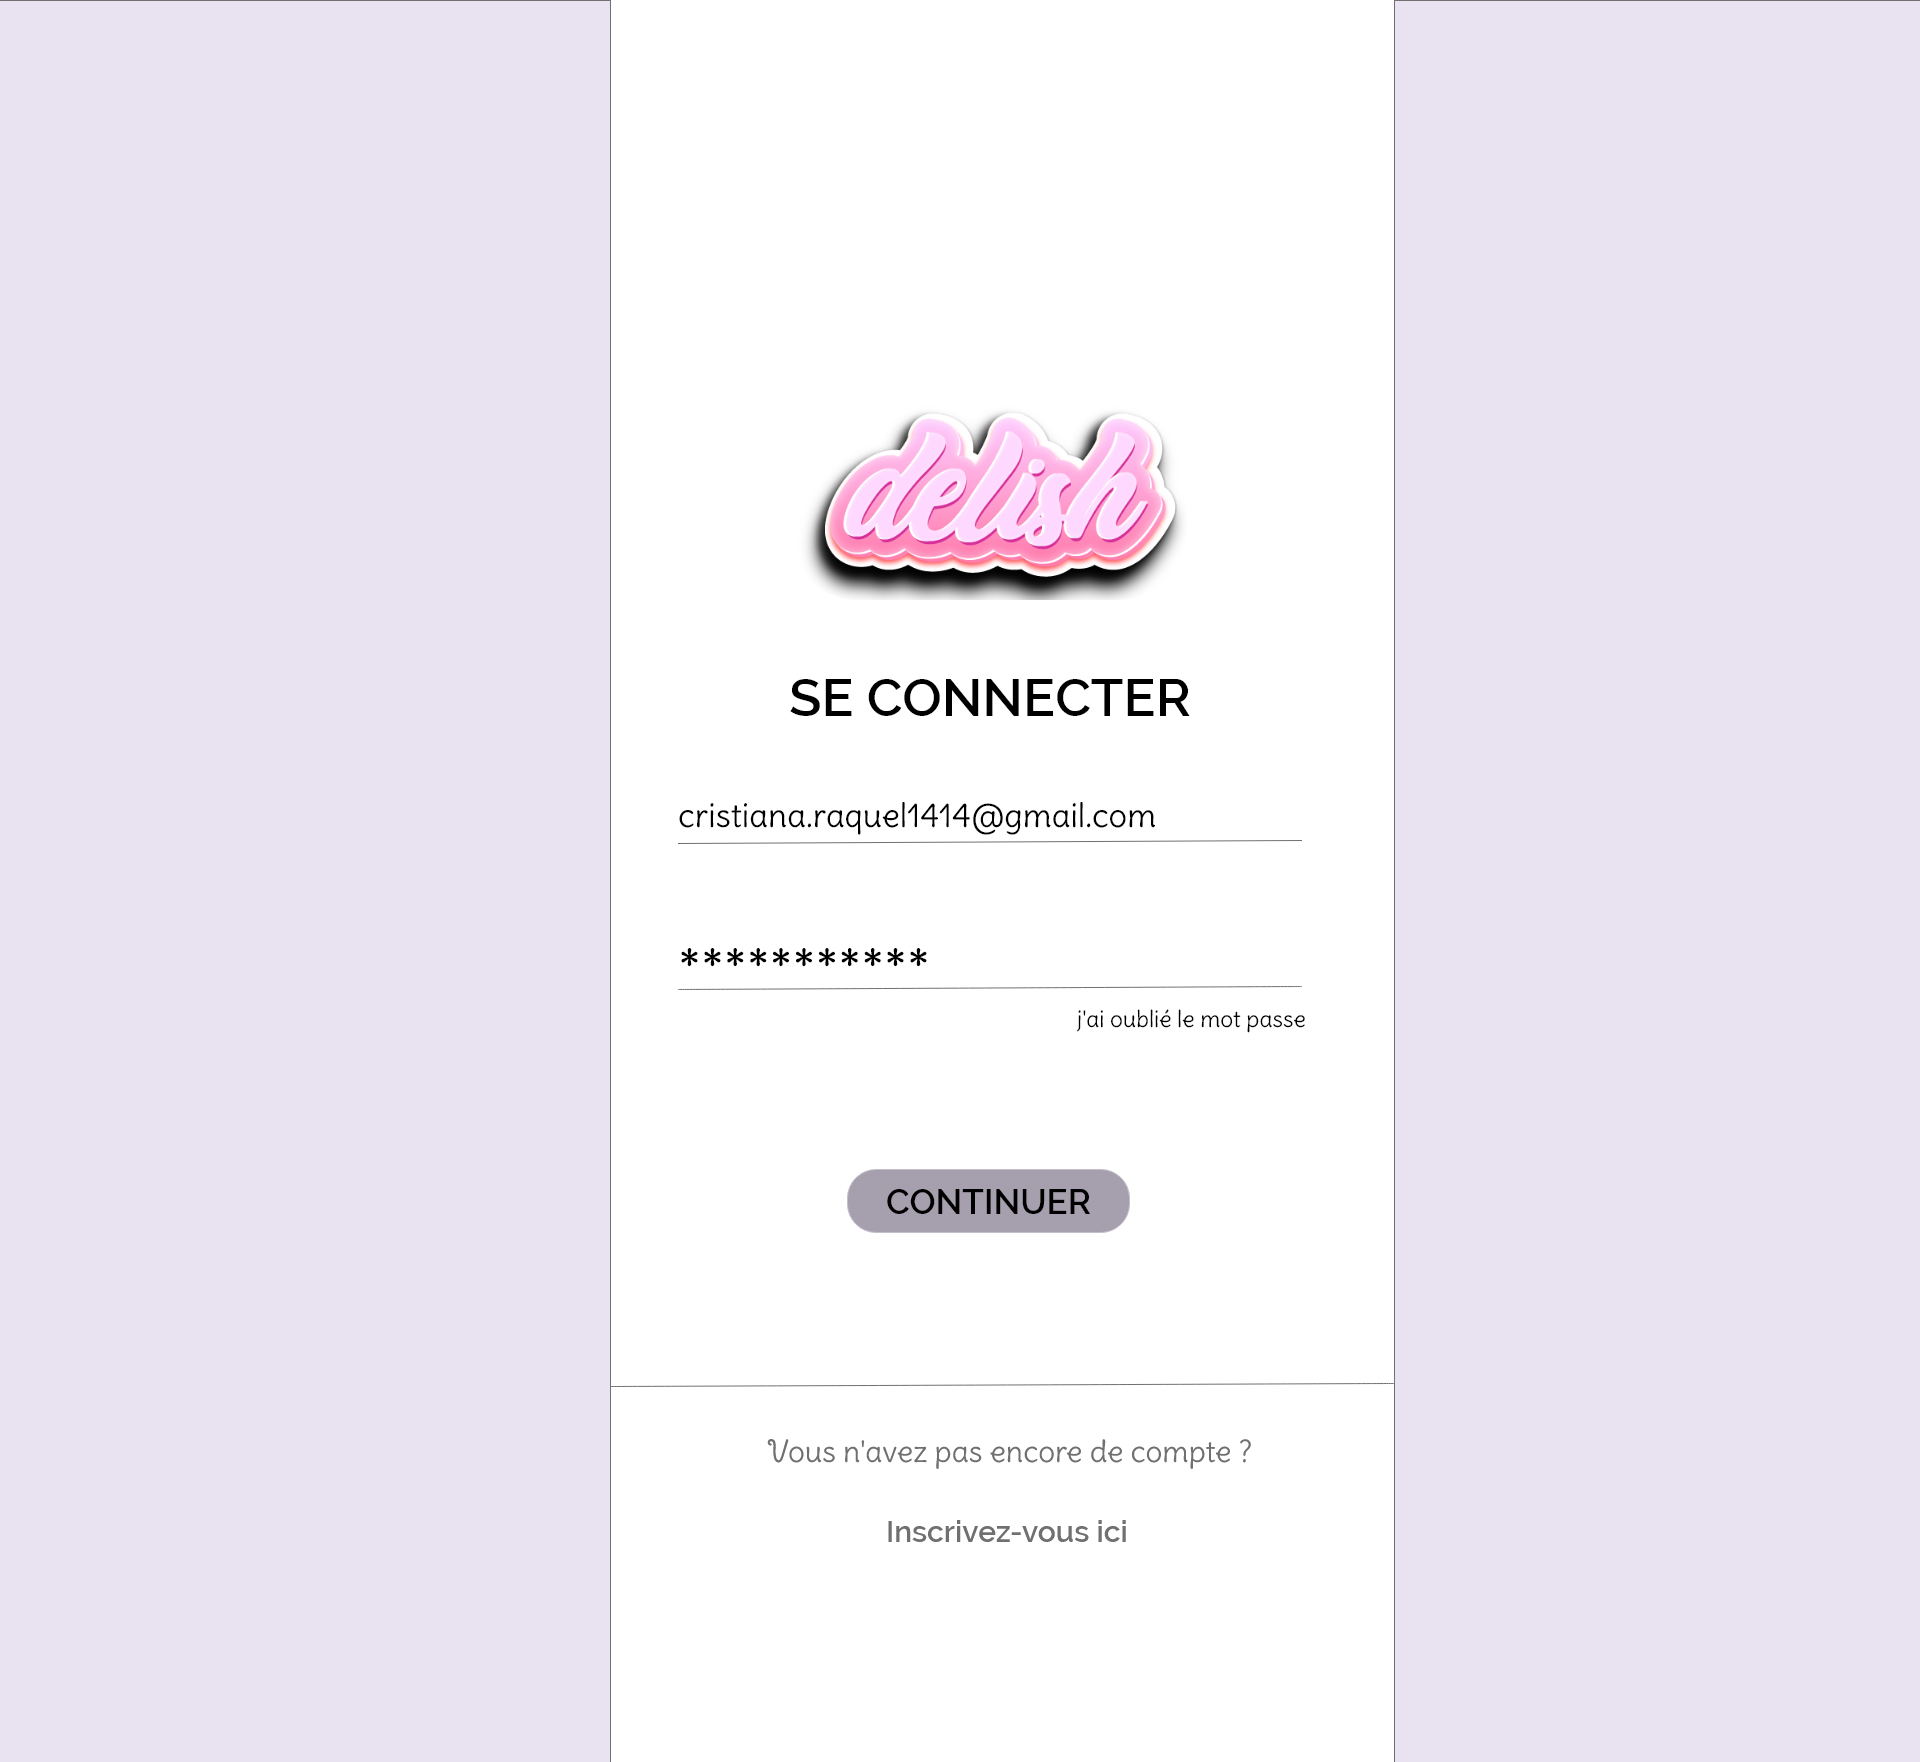 delish
SE CONNECTER
cristiana.raquel1414@gmail.com
***********
j'ai oublié le mot passe
CONTINUER
Vous n'avez pas encore de compte ?
Inscrivez-vous ici